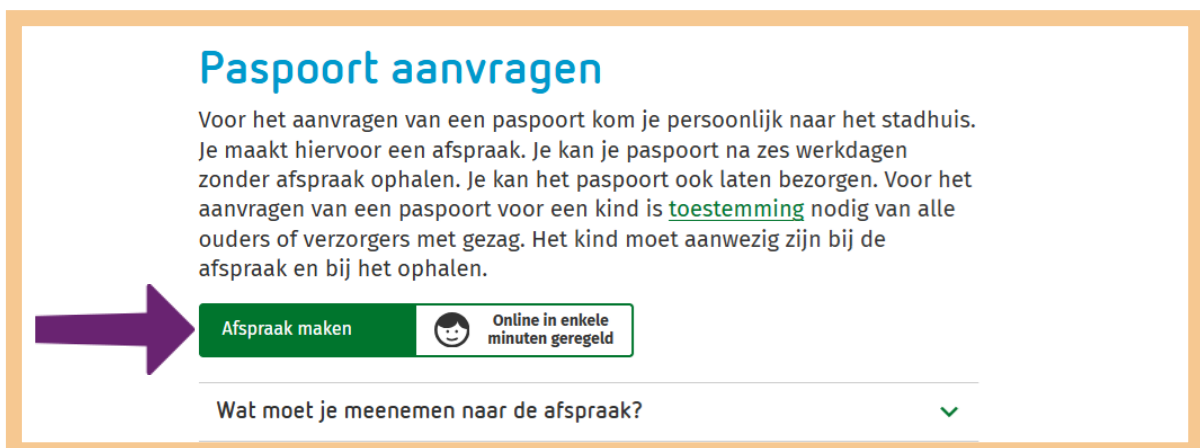 Paspoort aanvragen
Voor het aanvragen van een paspoort kom je persoonlijk naar het stadhuis.
Je maakt hiervoor een afspraak. Je kan je paspoort na zes werkdagen
zonder afspraak ophalen. Je kan het paspoort ook laten bezorgen. Voor het
aanvragen van een paspoort voor een kind is toestemming nodig van alle
ouders of verzorgers met gezag. Het kind moet aanwezig zijn bij de
afspraak en bij het ophalen.
Afspraak maken
Online in enkele
minuten geregeld
Wat moet je meenemen naar de afspraak?